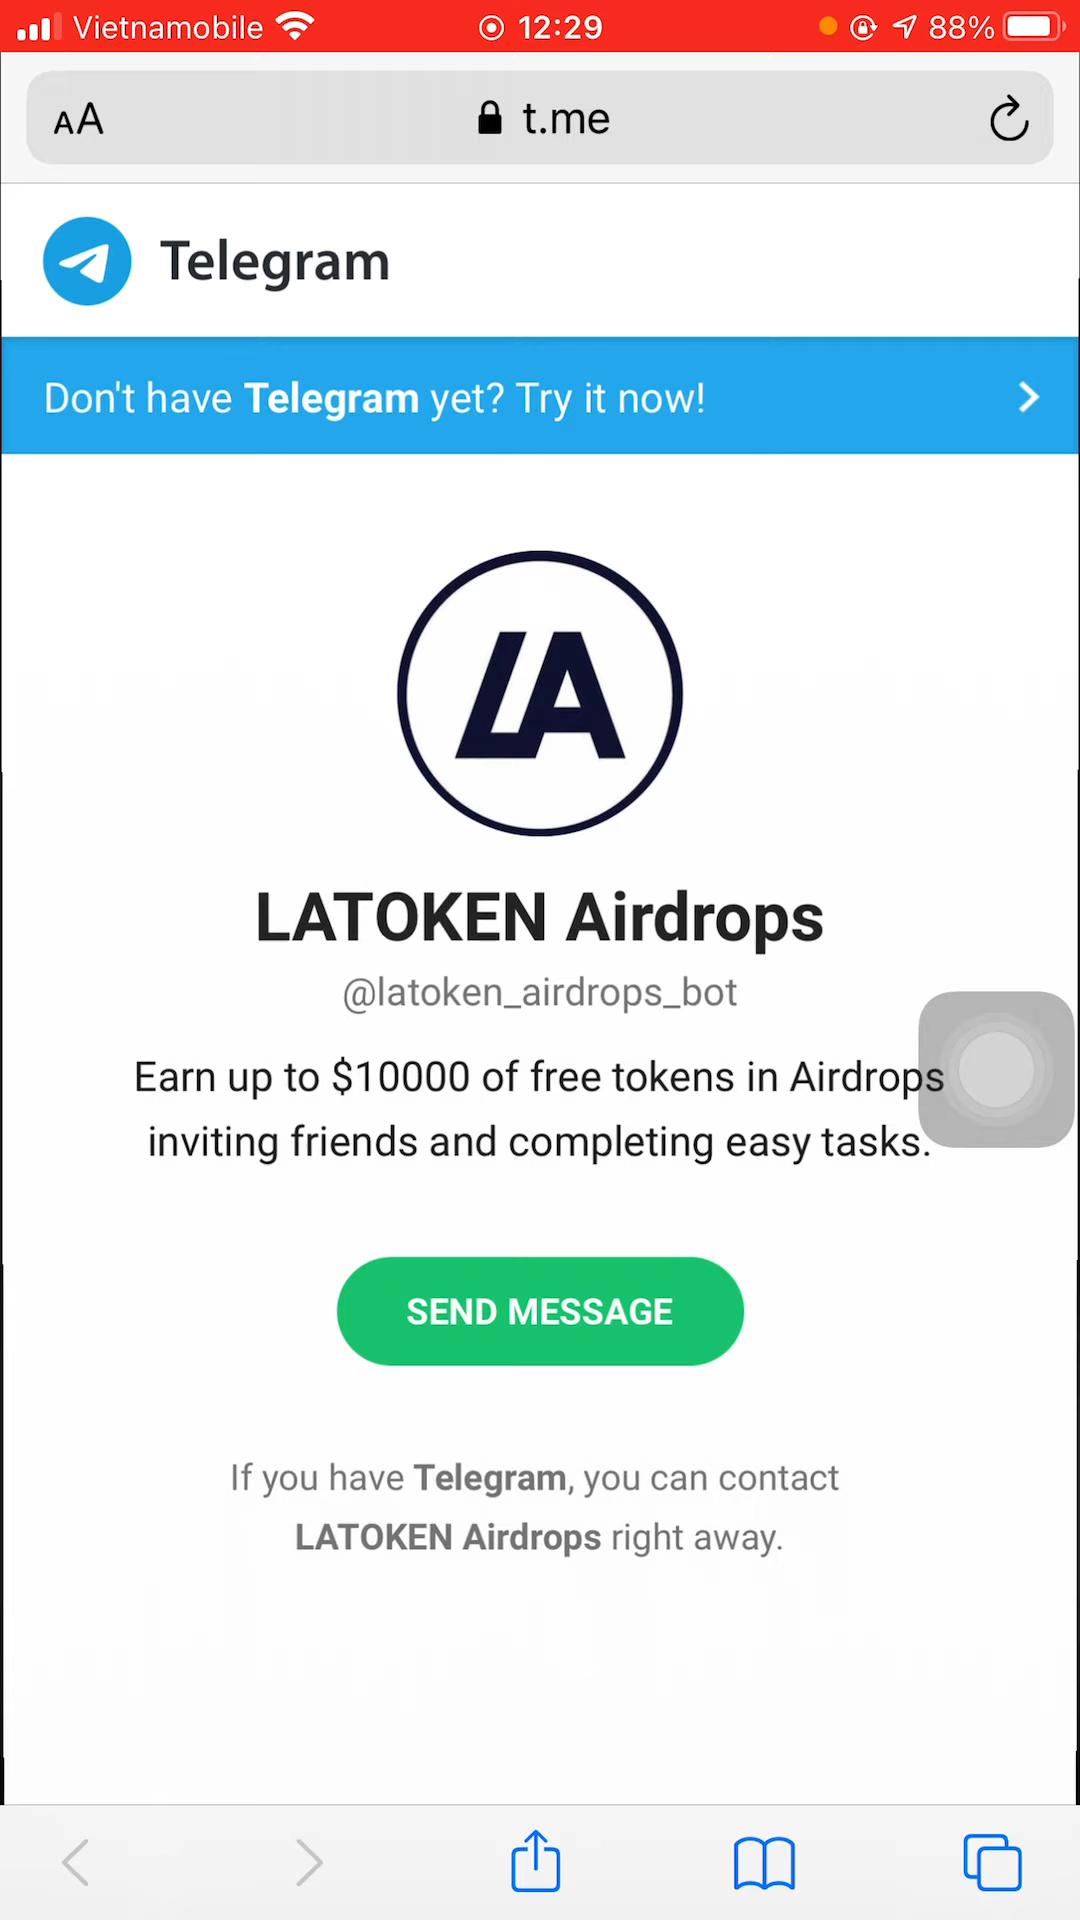 Vietnamobile 12:29 88%
AA t.me
Telegram
Don't have Telegram yet? Try it now!
LA
LATOKEN Airdrops
@latoken_airdrops_bot
Earn up to $10000 of free tokens in Airdrops
inviting friends and completing easy tasks.
SEND MESSAGE
If you have Telegram, you can contact
LATOKEN Airdrops right away.